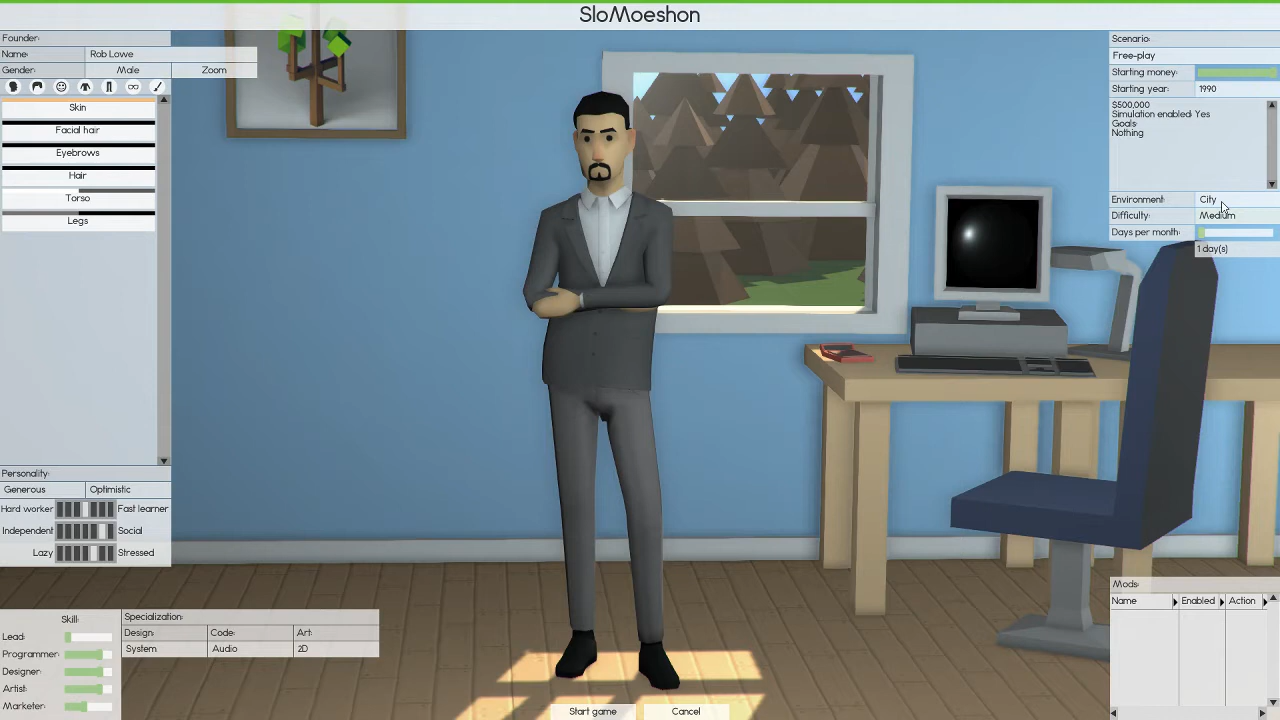 SloMoeshon
Founder:
Name: Rob Lowe
Gender: Male Zoom
Skin
Facial hair
Eyebrows
Hair
Torso
Legs
Personality:
Generous Optimistic
Hard worker Fast learner
Independent Social
Lazy Stressed
Skill:
Lead:
Programmer:
Designer:
Artist:
Marketer:
Specialization:
Design: Code: Art:
System Audio 2D
Start game Cancel
Scenario:
Free-play
Starting money:
Starting year: 1990
$500,000
Simulation enabled: Yes
Goals:
Nothing
Environment: City
Difficulty: Medium
Days per month:
1 day(s)
Mods:
Name Enabled Action